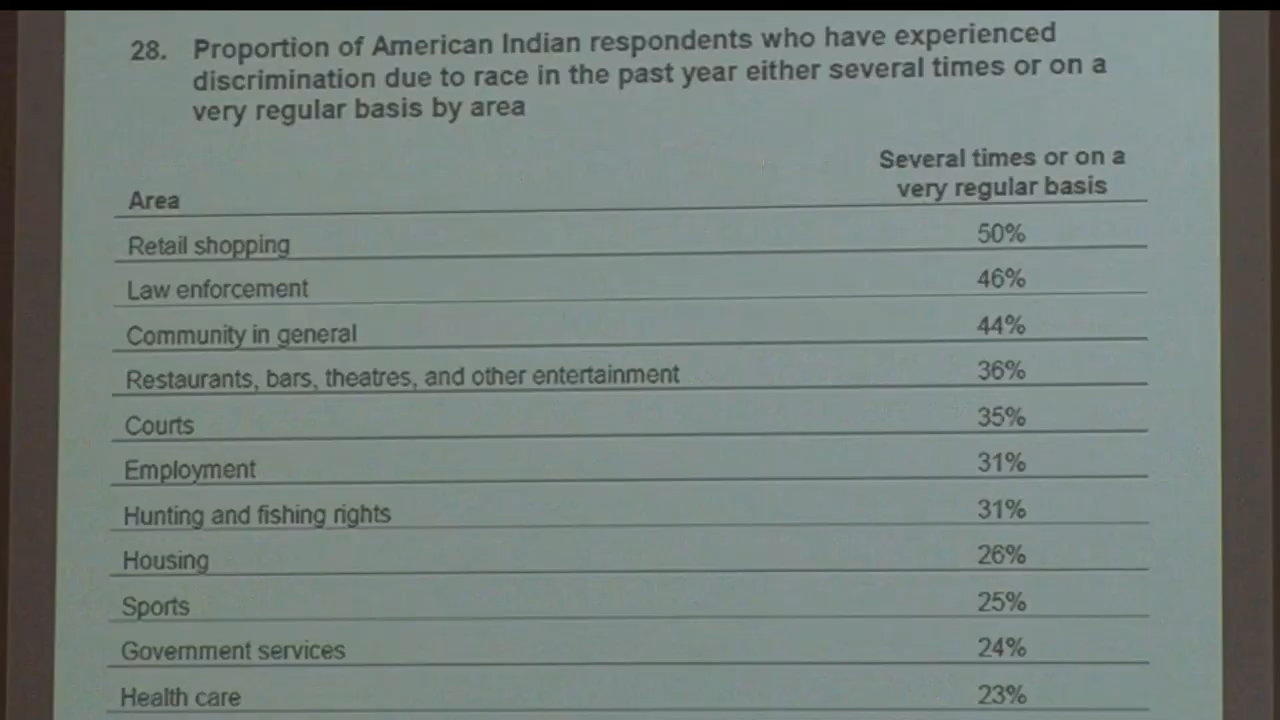 28. Proportion of American Indian respondents who have experienced
discrimination due to race in the past year either several times or on a
very regular basis by area
Several times or on a
Area very regular basis
Retail shopping 50%
Law enforcement 46%
Community in general 44%
Restaurants, bars, theatres, and other entertainment 36%
Courts 35%
Employment 31%
Hunting and fishing rights 31%
Housing 26%
Sports 25%
Government services 24%
Health care 23%